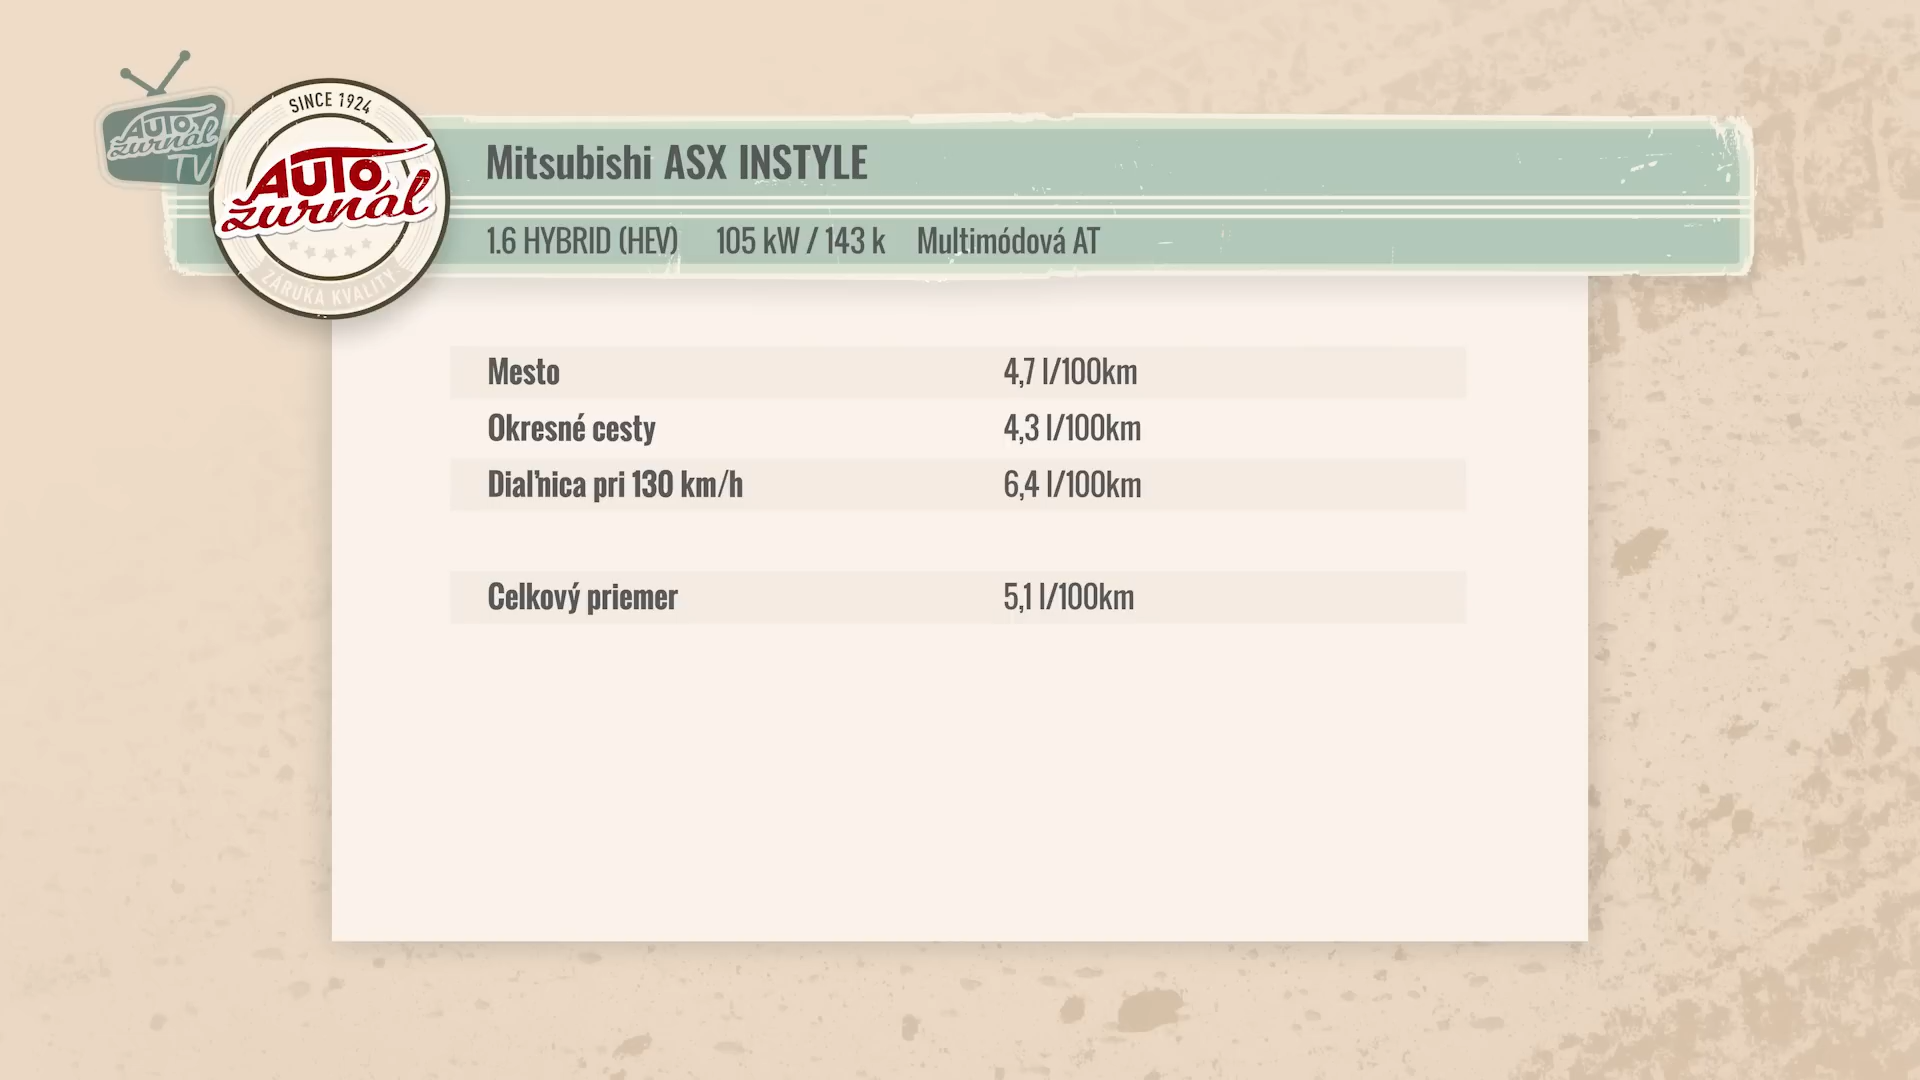 AUTO
žurnál
TV
SINCE 1924
AUTO
žurnál
ZÁRUKA KVALITY
Mitsubishi ASX INSTYLE
1.6 HYBRID (HEV) 105 kW / 143 k Multimódová AT
Mesto 4,7 l/100km
Okresné cesty 4,3 l/100km
Diaľnica pri 130 km/h 6,4 l/100km
Celkový priemer 5,1 l/100km